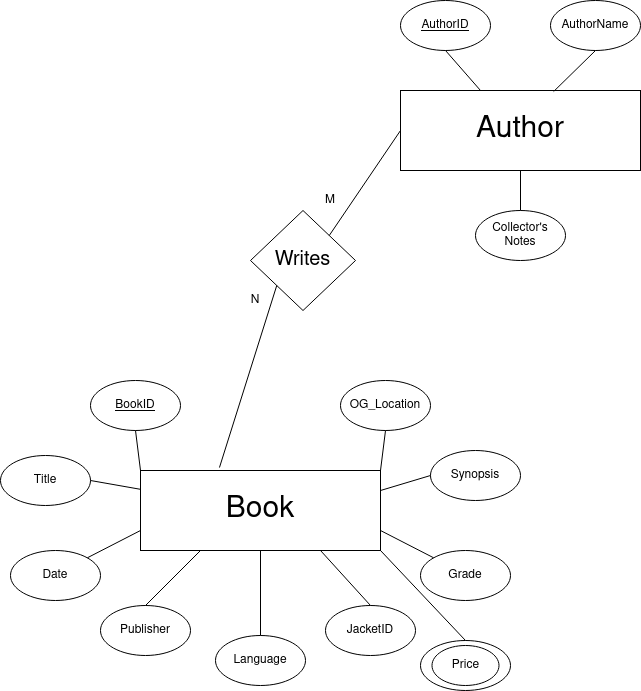 AuthorID
AuthorName
Author
M
Collector's
Notes
Writes
N
BookID
OG_Location
Title
Synopsis
Book
Date
Grade
Publisher
JacketID
Language
Price